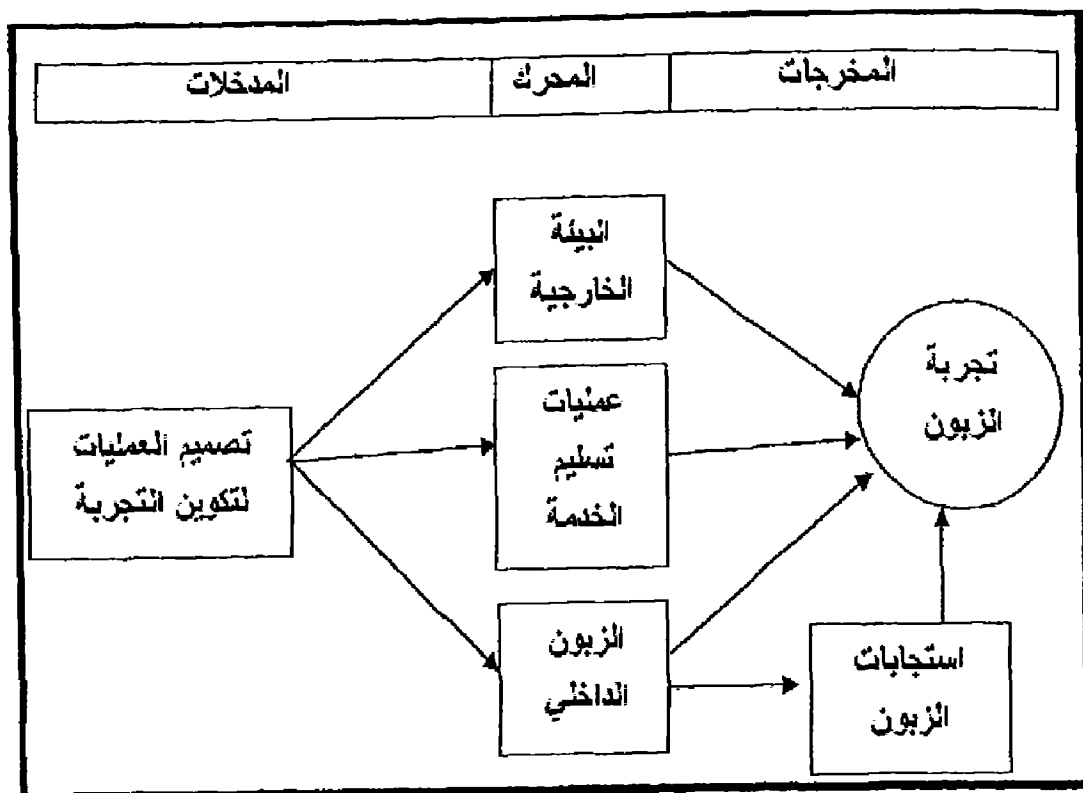 المخرجات
المحرك
المدخلات
البيئة
الخارجية
تجربة
الزبون
عمليات
تسليم
الخدمة
تصميم العمليات
لتكوين التجربة
الزبون
الداخلي
استجابات
الزبون